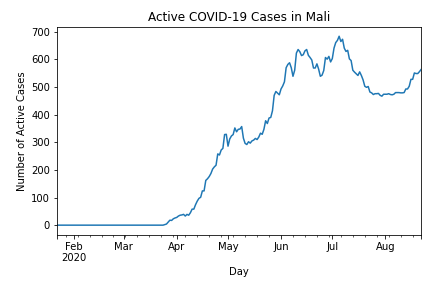 Active COVID-19 Cases in Mali
Number of Active Cases
700
600
500
400
300
200
100
0
Feb Mar Apr May Jun Jul Aug
2020
Day